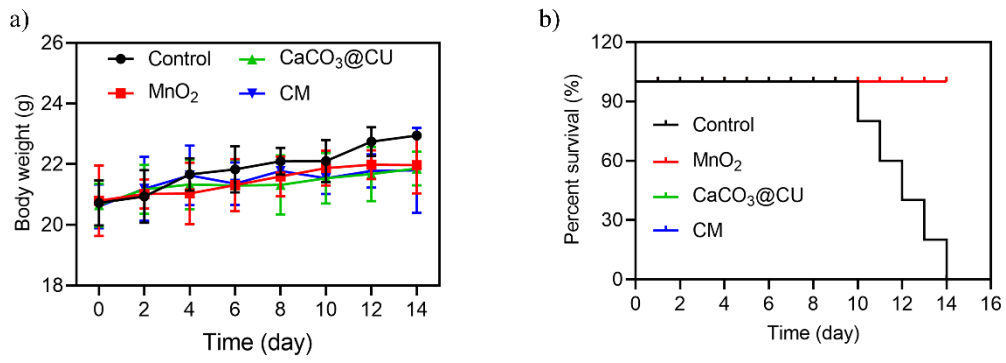 a)
Body weight (g)
26
24
22
20
18
Control
CaCO₃@CU
MnO₂
CM
0 2 4 6 8 10 12 14
Time (day)
b)
Percent survival (%)
120
90
60
30
0
Control
MnO₂
CaCO₃@CU
CM
0 2 4 6 8 10 12 14 16
Time (day)